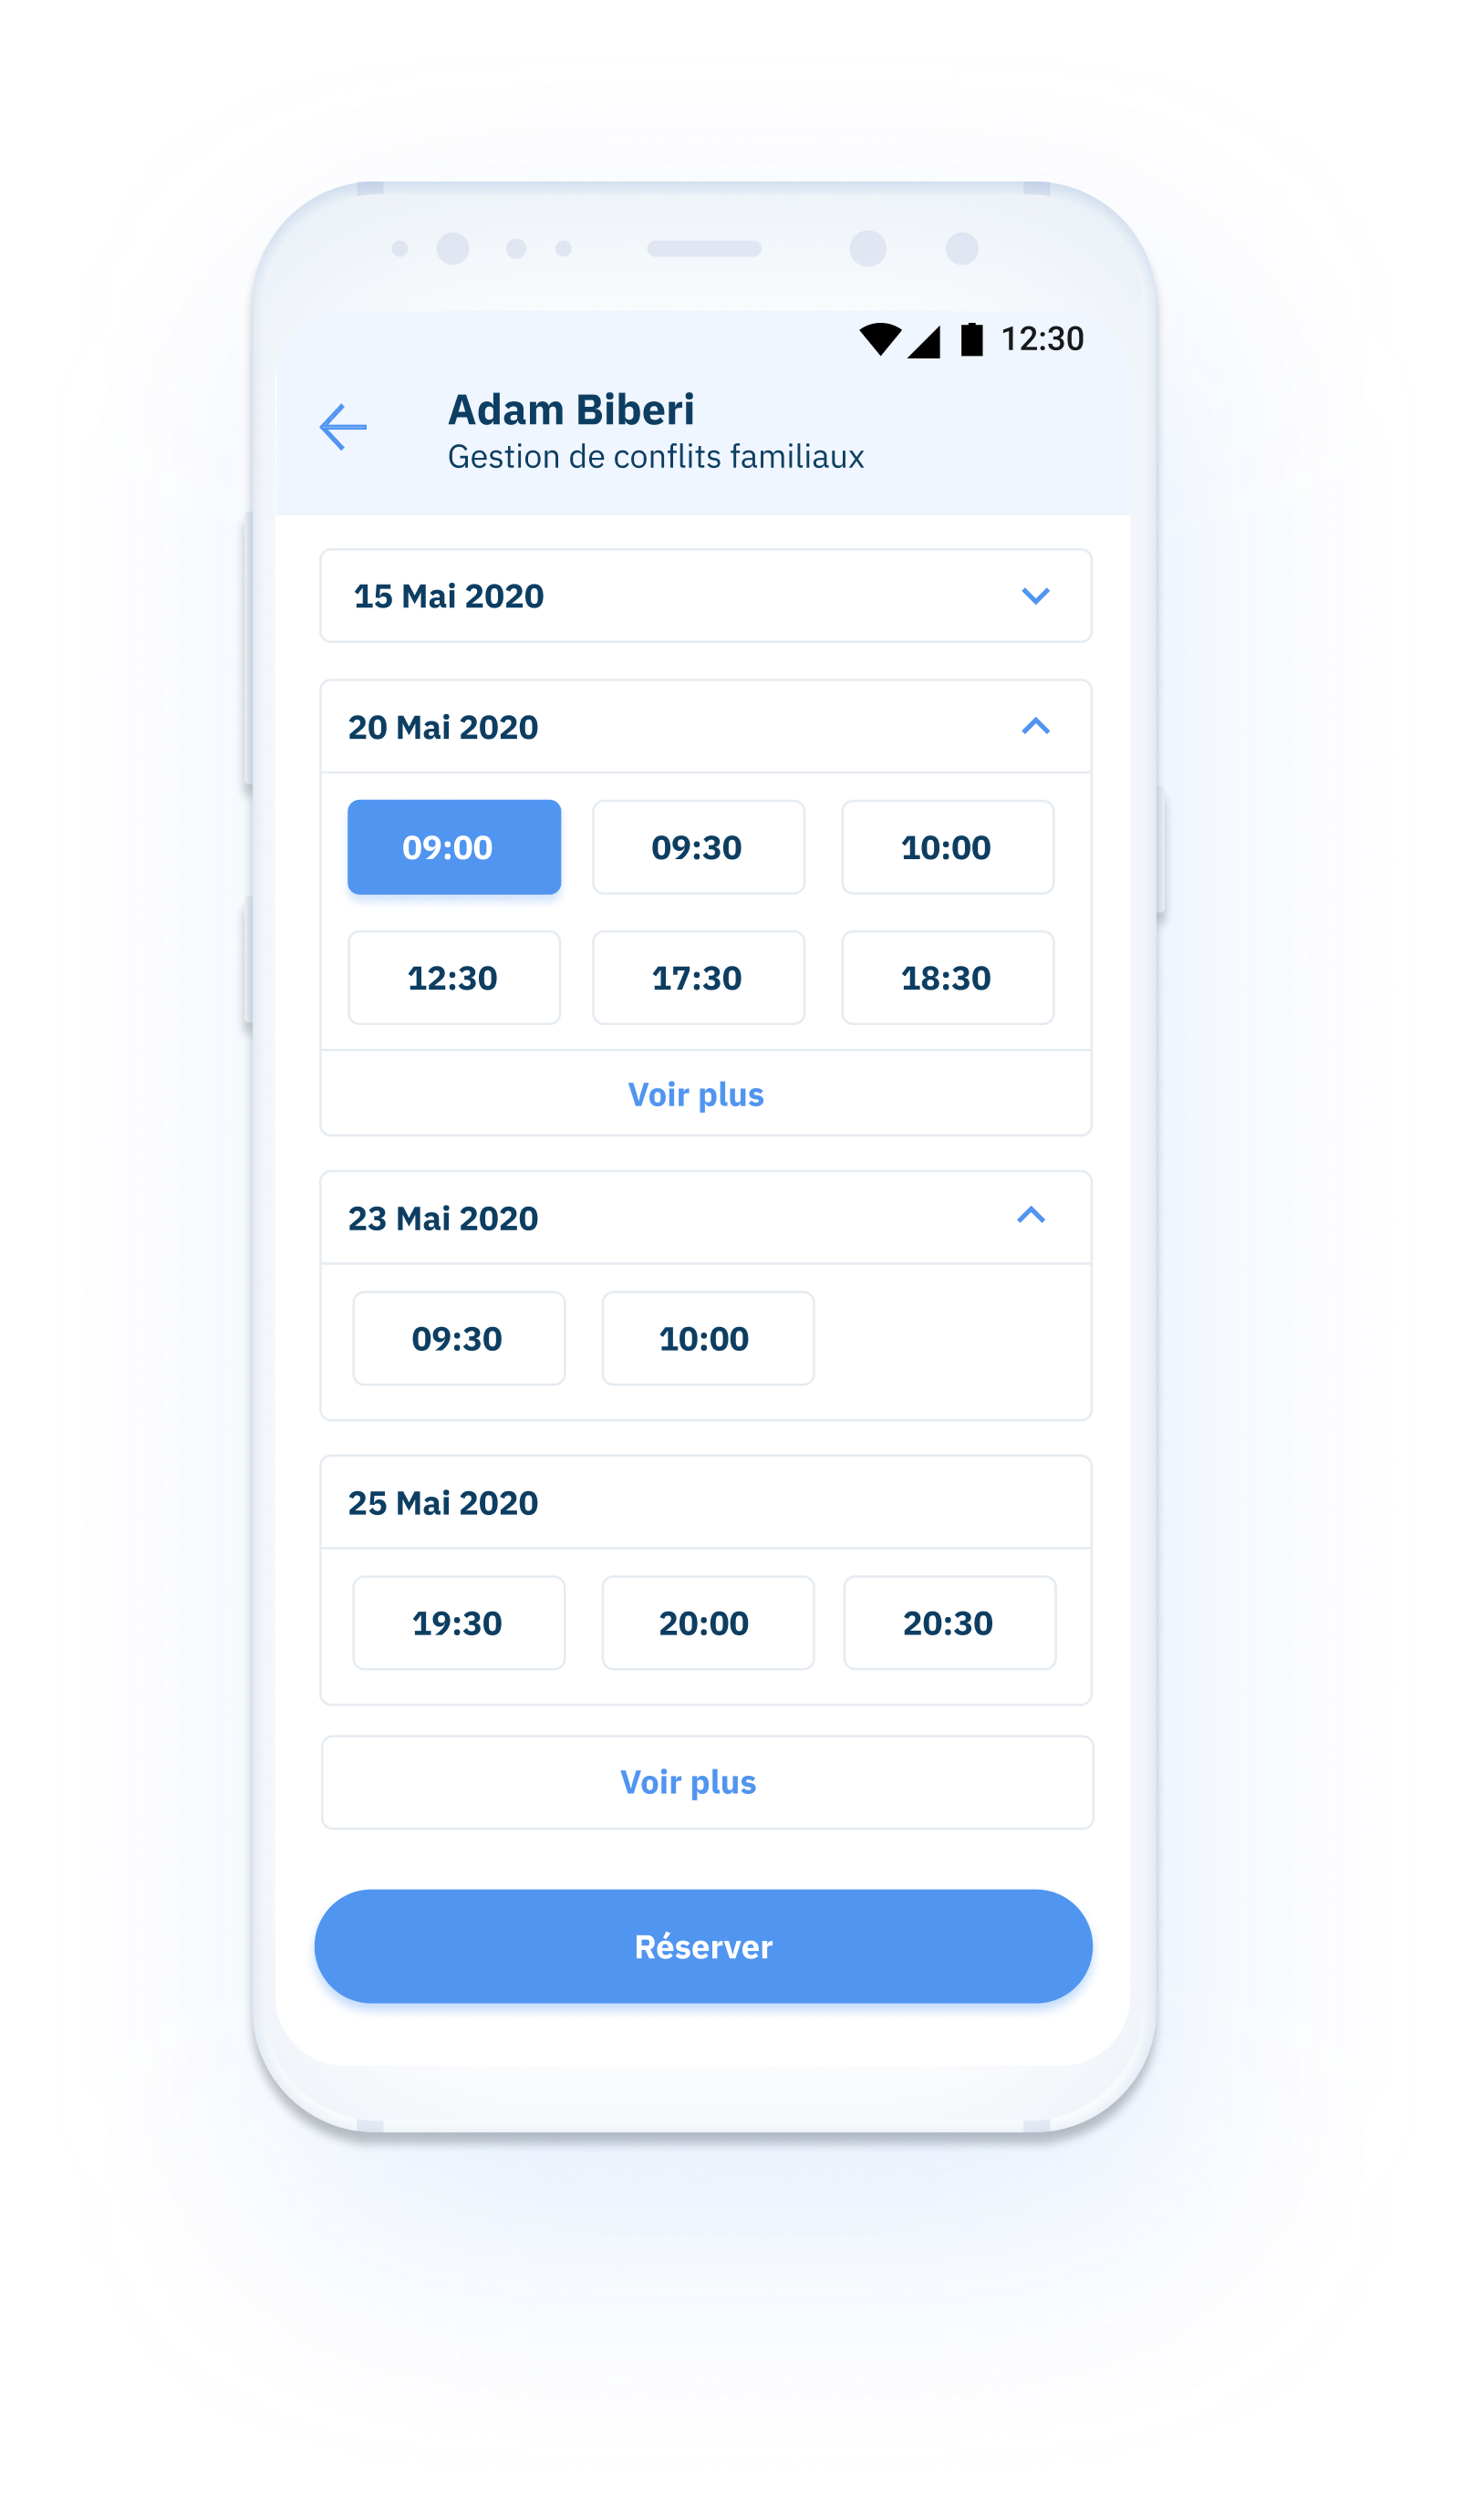 12:30
Adam Biberi
Gestion de conflits familiaux
15 Mai 2020
20 Mai 2020
09:00 09:30 10:00
12:30 17:30 18:30
Voir plus
23 Mai 2020
09:30 10:00
25 Mai 2020
19:30 20:00 20:30
Voir plus
Réserver